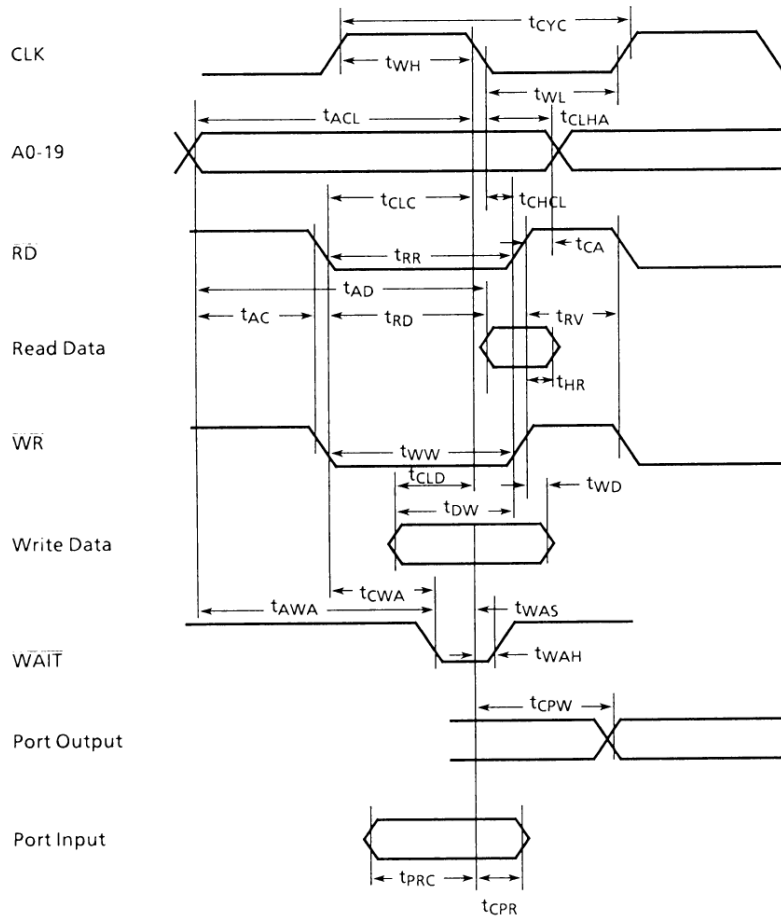 tCYC
CLK
tWH
tWL
tACL
tCLHA
A0-19
tCLC
tCHCL
RD
tRR
tCA
tAD
tAC
tRD
tRV
Read Data
tHR
WR
tWW
tCLD
tWD
tDW
Write Data
tCWA
tAWA
tWAS
WAIT
tWAH
tCPW
Port Output
Port Input
tPRC
tCPR